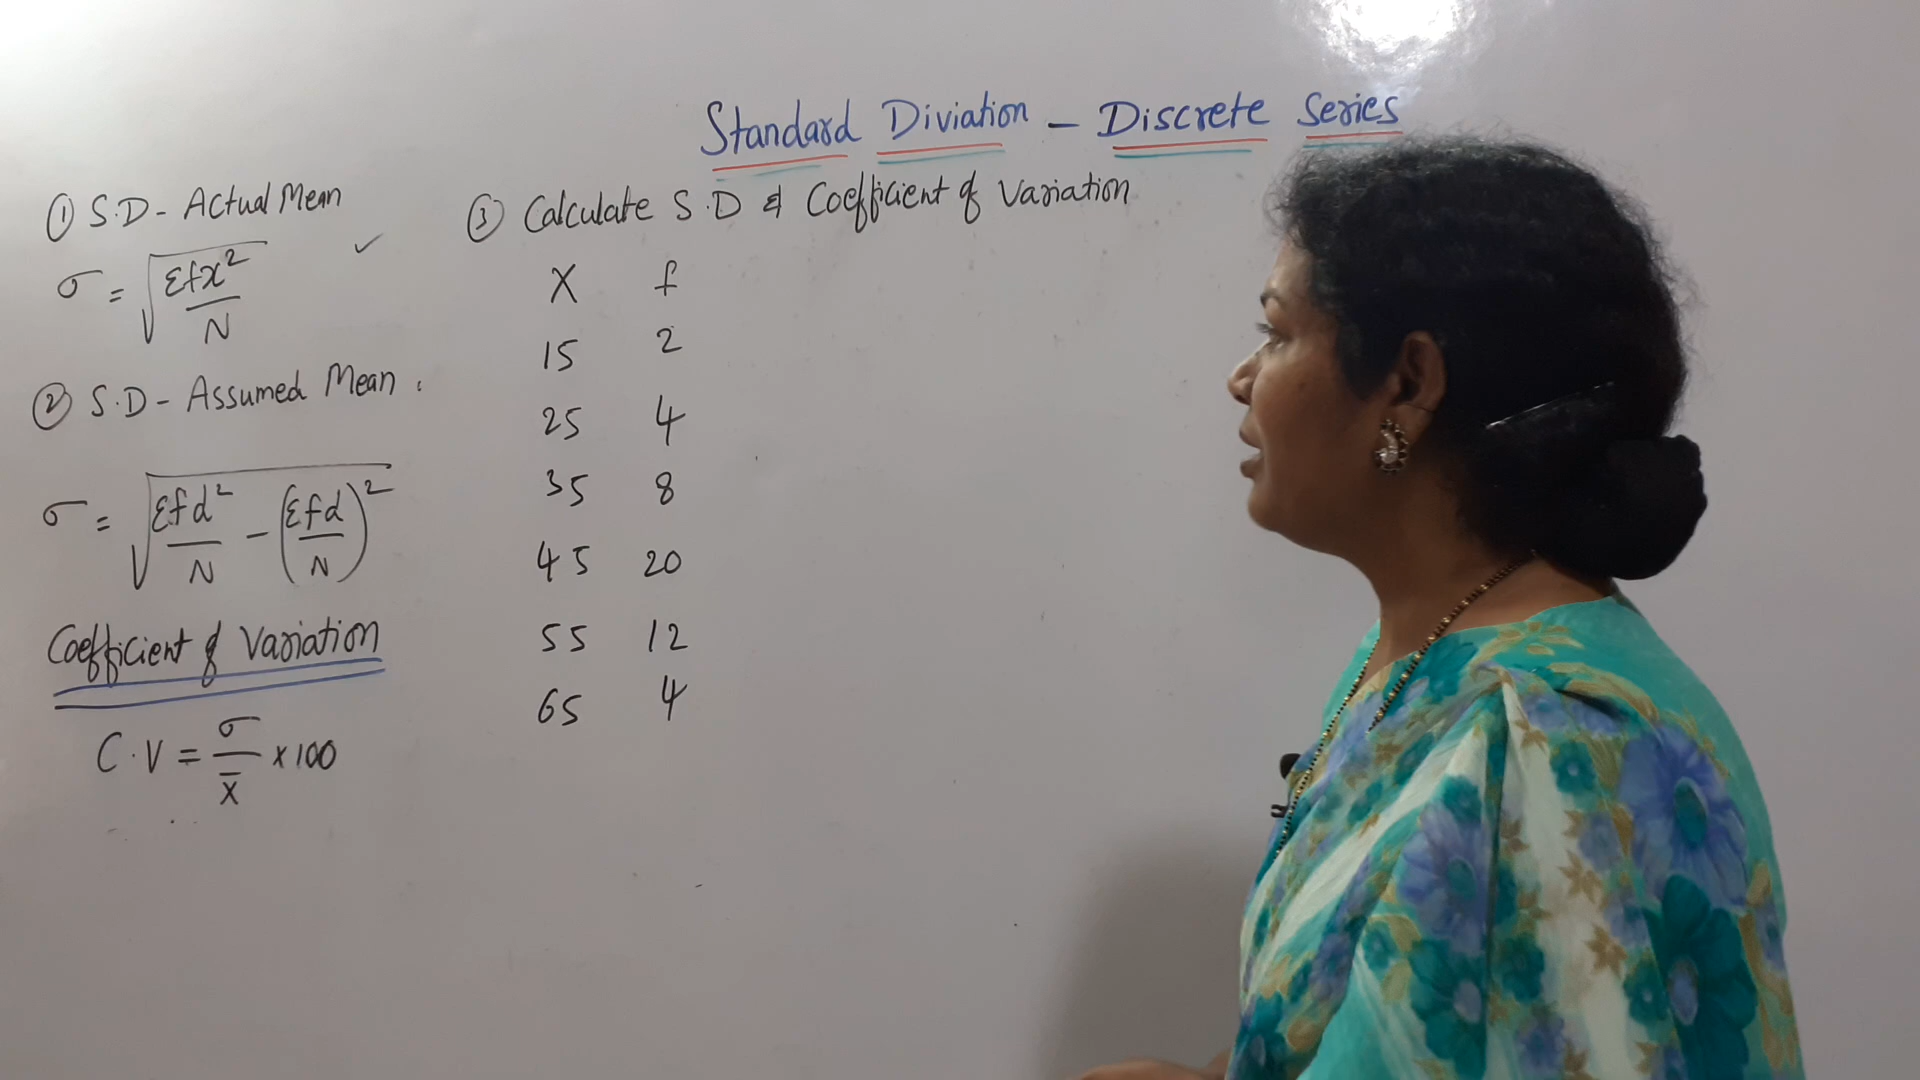 Standard Diviation - Discrete Series
① S.D - Actual Mean
σ = √(Σfx²/N)
② S.D - Assumed Mean.
σ = √(Σfd²/N - (Σfd/N)²)
Coefficient of Variation
C.V = σ/x̄ × 100
③ Calculate S.D & Coefficient of Variation
X f
15 2
25 4
35 8
45 20
55 12
65 4